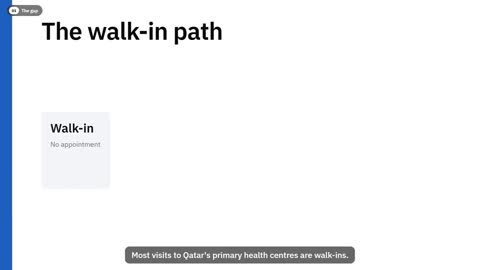 The gap
The walk-in path
Walk-in
No appointment
Most visits to Qatar's primary health centres are walk-ins.